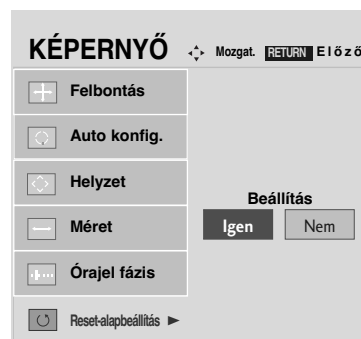 KÉPERNYŐ Mozgat. RETURN Előző
Felbontás
Auto konfig.
Helyzet
Méret
Órajel fázis
Reset-alapbeállítás
Beállítás
Igen Nem